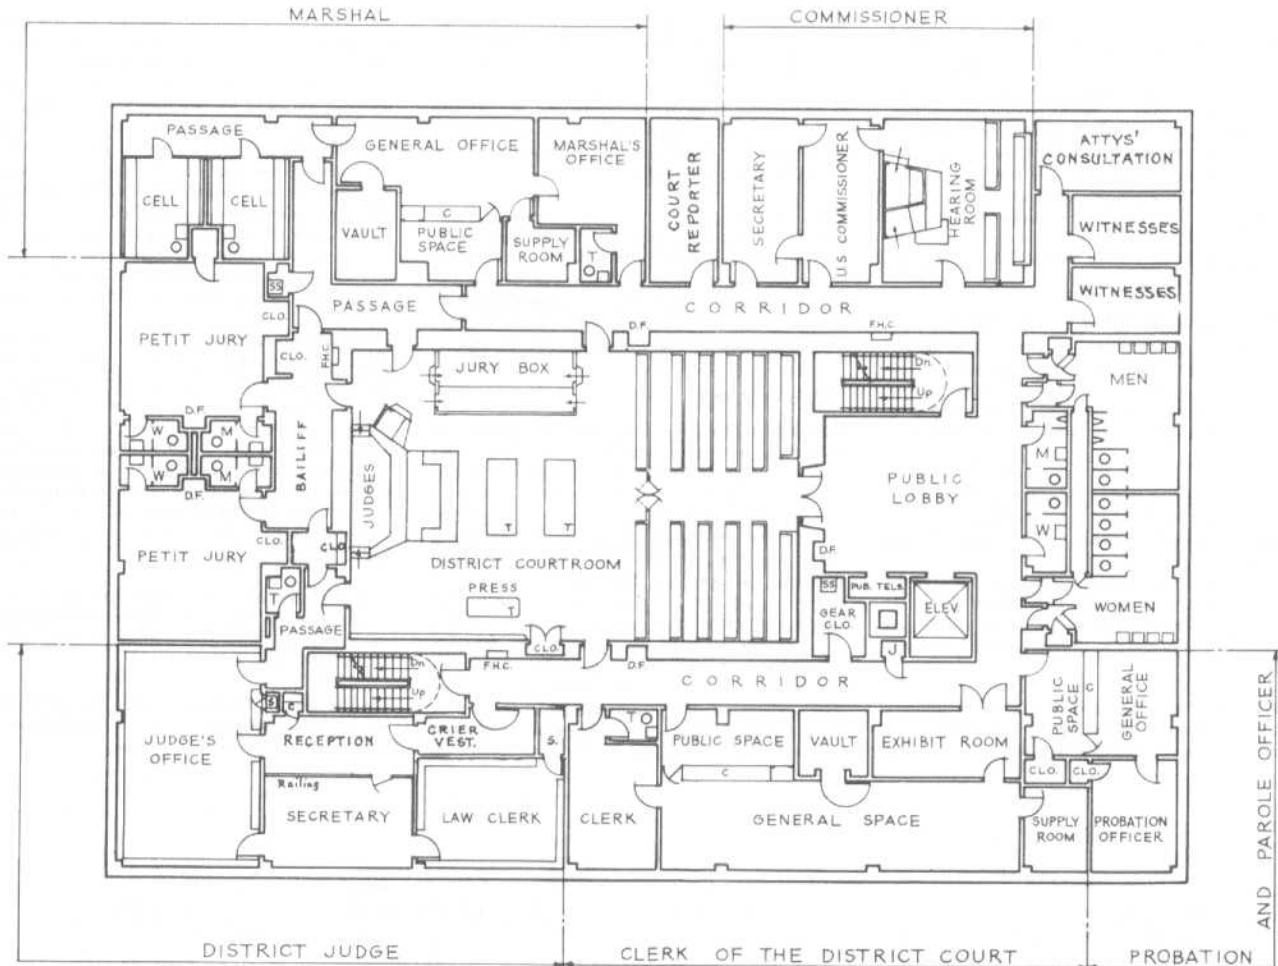 MARSHAL
COMMISSIONER
PASSAGE
GENERAL OFFICE
MARSHAL'S
OFFICE
COURT
REPORTER
SECRETARY
U S COMMISSIONER
HEARING
ROOM
ATTYS'
CONSULTATION
CELL
CELL
VAULT
C
PUBLIC
SPACE
SUPPLY
ROOM
T
WITNESSES
WITNESSES
SS
CLO.
PASSAGE
CORRIDOR
D.F.
F.H.C.
PETIT JURY
CLO.
F.H.C.
JURY BOX
Dn.
Up
MEN
D.F.
W
M
W
M
D.F.
BAILIFF
JUDGES
T
T
PUBLIC
LOBBY
M
W
PETIT JURY
CLO.
CLO
DISTRICT COURTROOM
D.F.
PRESS
T
T
SS
GEAR
CLO.
PUB. TELS.
ELEV
WOMEN
PASSAGE
CLO.
D.F.
J
F.H.C.
Dn.
Up
CORRIDOR
PUBLIC
SPACE
C
GENERAL
OFFICE
S
C
JUDGE'S
OFFICE
RECEPTION
CRIER
VEST.
S.
T
PUBLIC SPACE
C
VAULT
EXHIBIT ROOM
CLO.
CLO.
Railing
SECRETARY
LAW CLERK
CLERK
GENERAL SPACE
SUPPLY
ROOM
PROBATION
OFFICER
DISTRICT JUDGE
CLERK OF THE DISTRICT COURT
PROBATION
AND PAROLE OFFICER